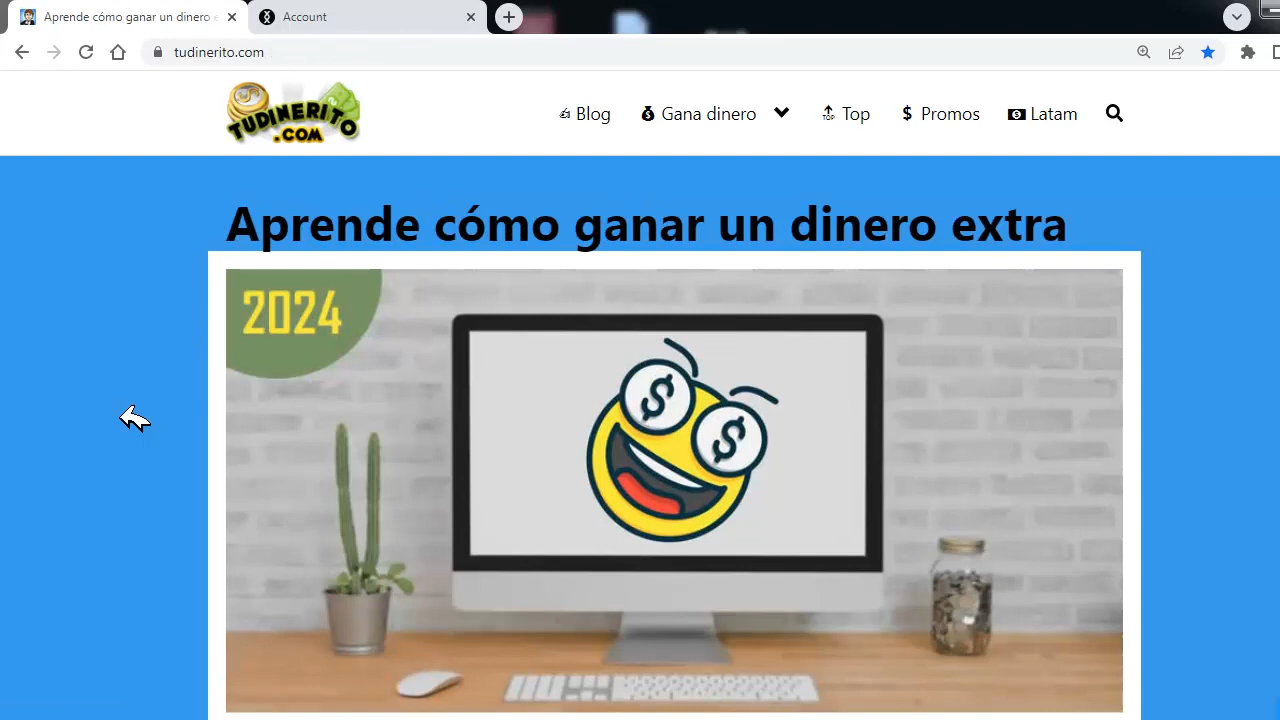 Aprende cómo ganar un dinero e
Account
tudinerito.com
TUDINERITO
.COM
Blog
Gana dinero
Top
$ Promos
Latam
Aprende cómo ganar un dinero extra
2024
$ $